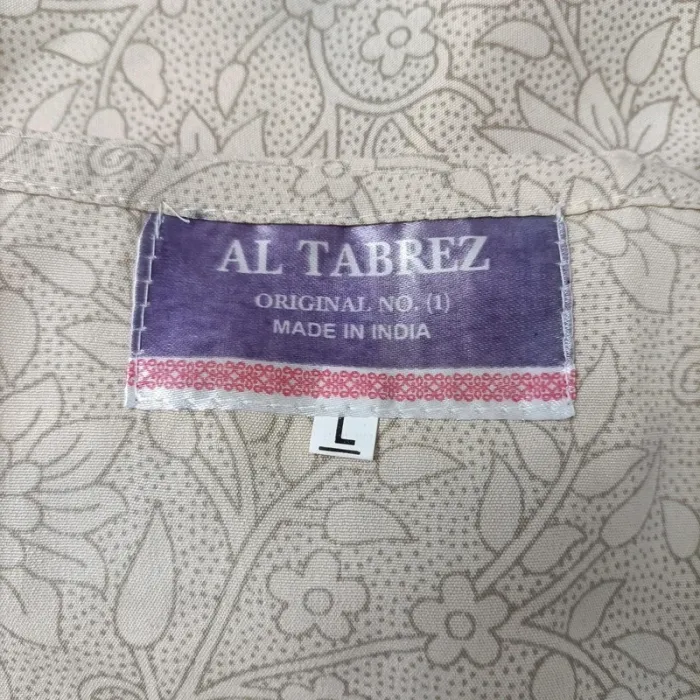 AL TABREZ
ORIGINAL NO. (1)
MADE IN INDIA
L